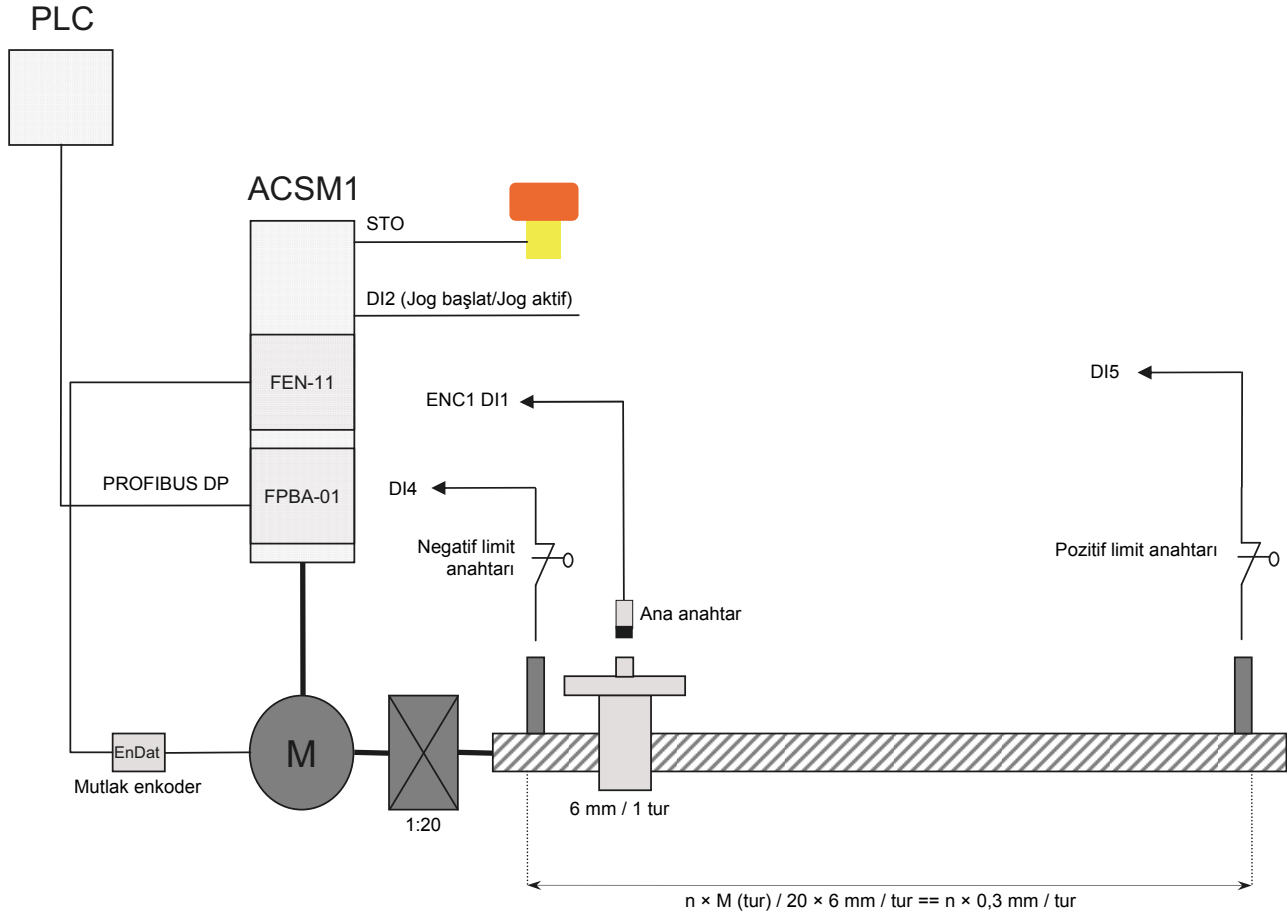 PLC
ACSM1
STO
DI2 (Jog başlat/Jog aktif)
FEN-11
DI5
ENC1 DI1
PROFIBUS DP
FPBA-01
DI4
Negatif limit
anahtarı
Pozitif limit anahtarı
Ana anahtar
EnDat
M
Mutlak enkoder
1:20
6 mm / 1 tur
n × M (tur) / 20 × 6 mm / tur == n × 0,3 mm / tur